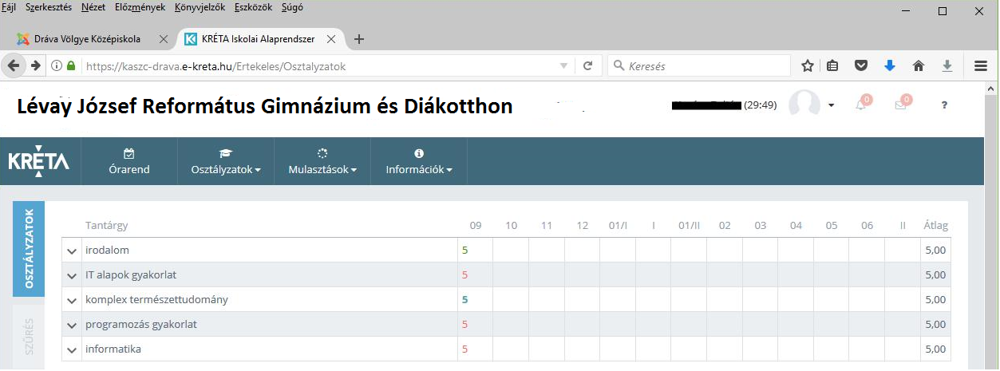 Fájl Szerkesztés Nézet Előzmények Könyvjelzők Eszközök Súgó
Dráva Völgye Középiskola
KRÉTA Iskolai Alaprendszer
https://kaszc-drava.e-kreta.hu/Ertekeles/Osztalyzatok
Keresés
Lévay József Református Gimnázium és Diákotthon
(29:49)
0
0
?
KRÉTA
Órarend
Osztályzatok
Mulasztások
Információk
OSZTÁLYZATOK
SZŰRÉS
Tantárgy 09 10 11 12 01/I I 01/II 02 03 04 05 06 II Átlag
irodalom 5 5,00
IT alapok gyakorlat 5 5,00
komplex természettudomány 5 5,00
programozás gyakorlat 5 5,00
informatika 5 5,00